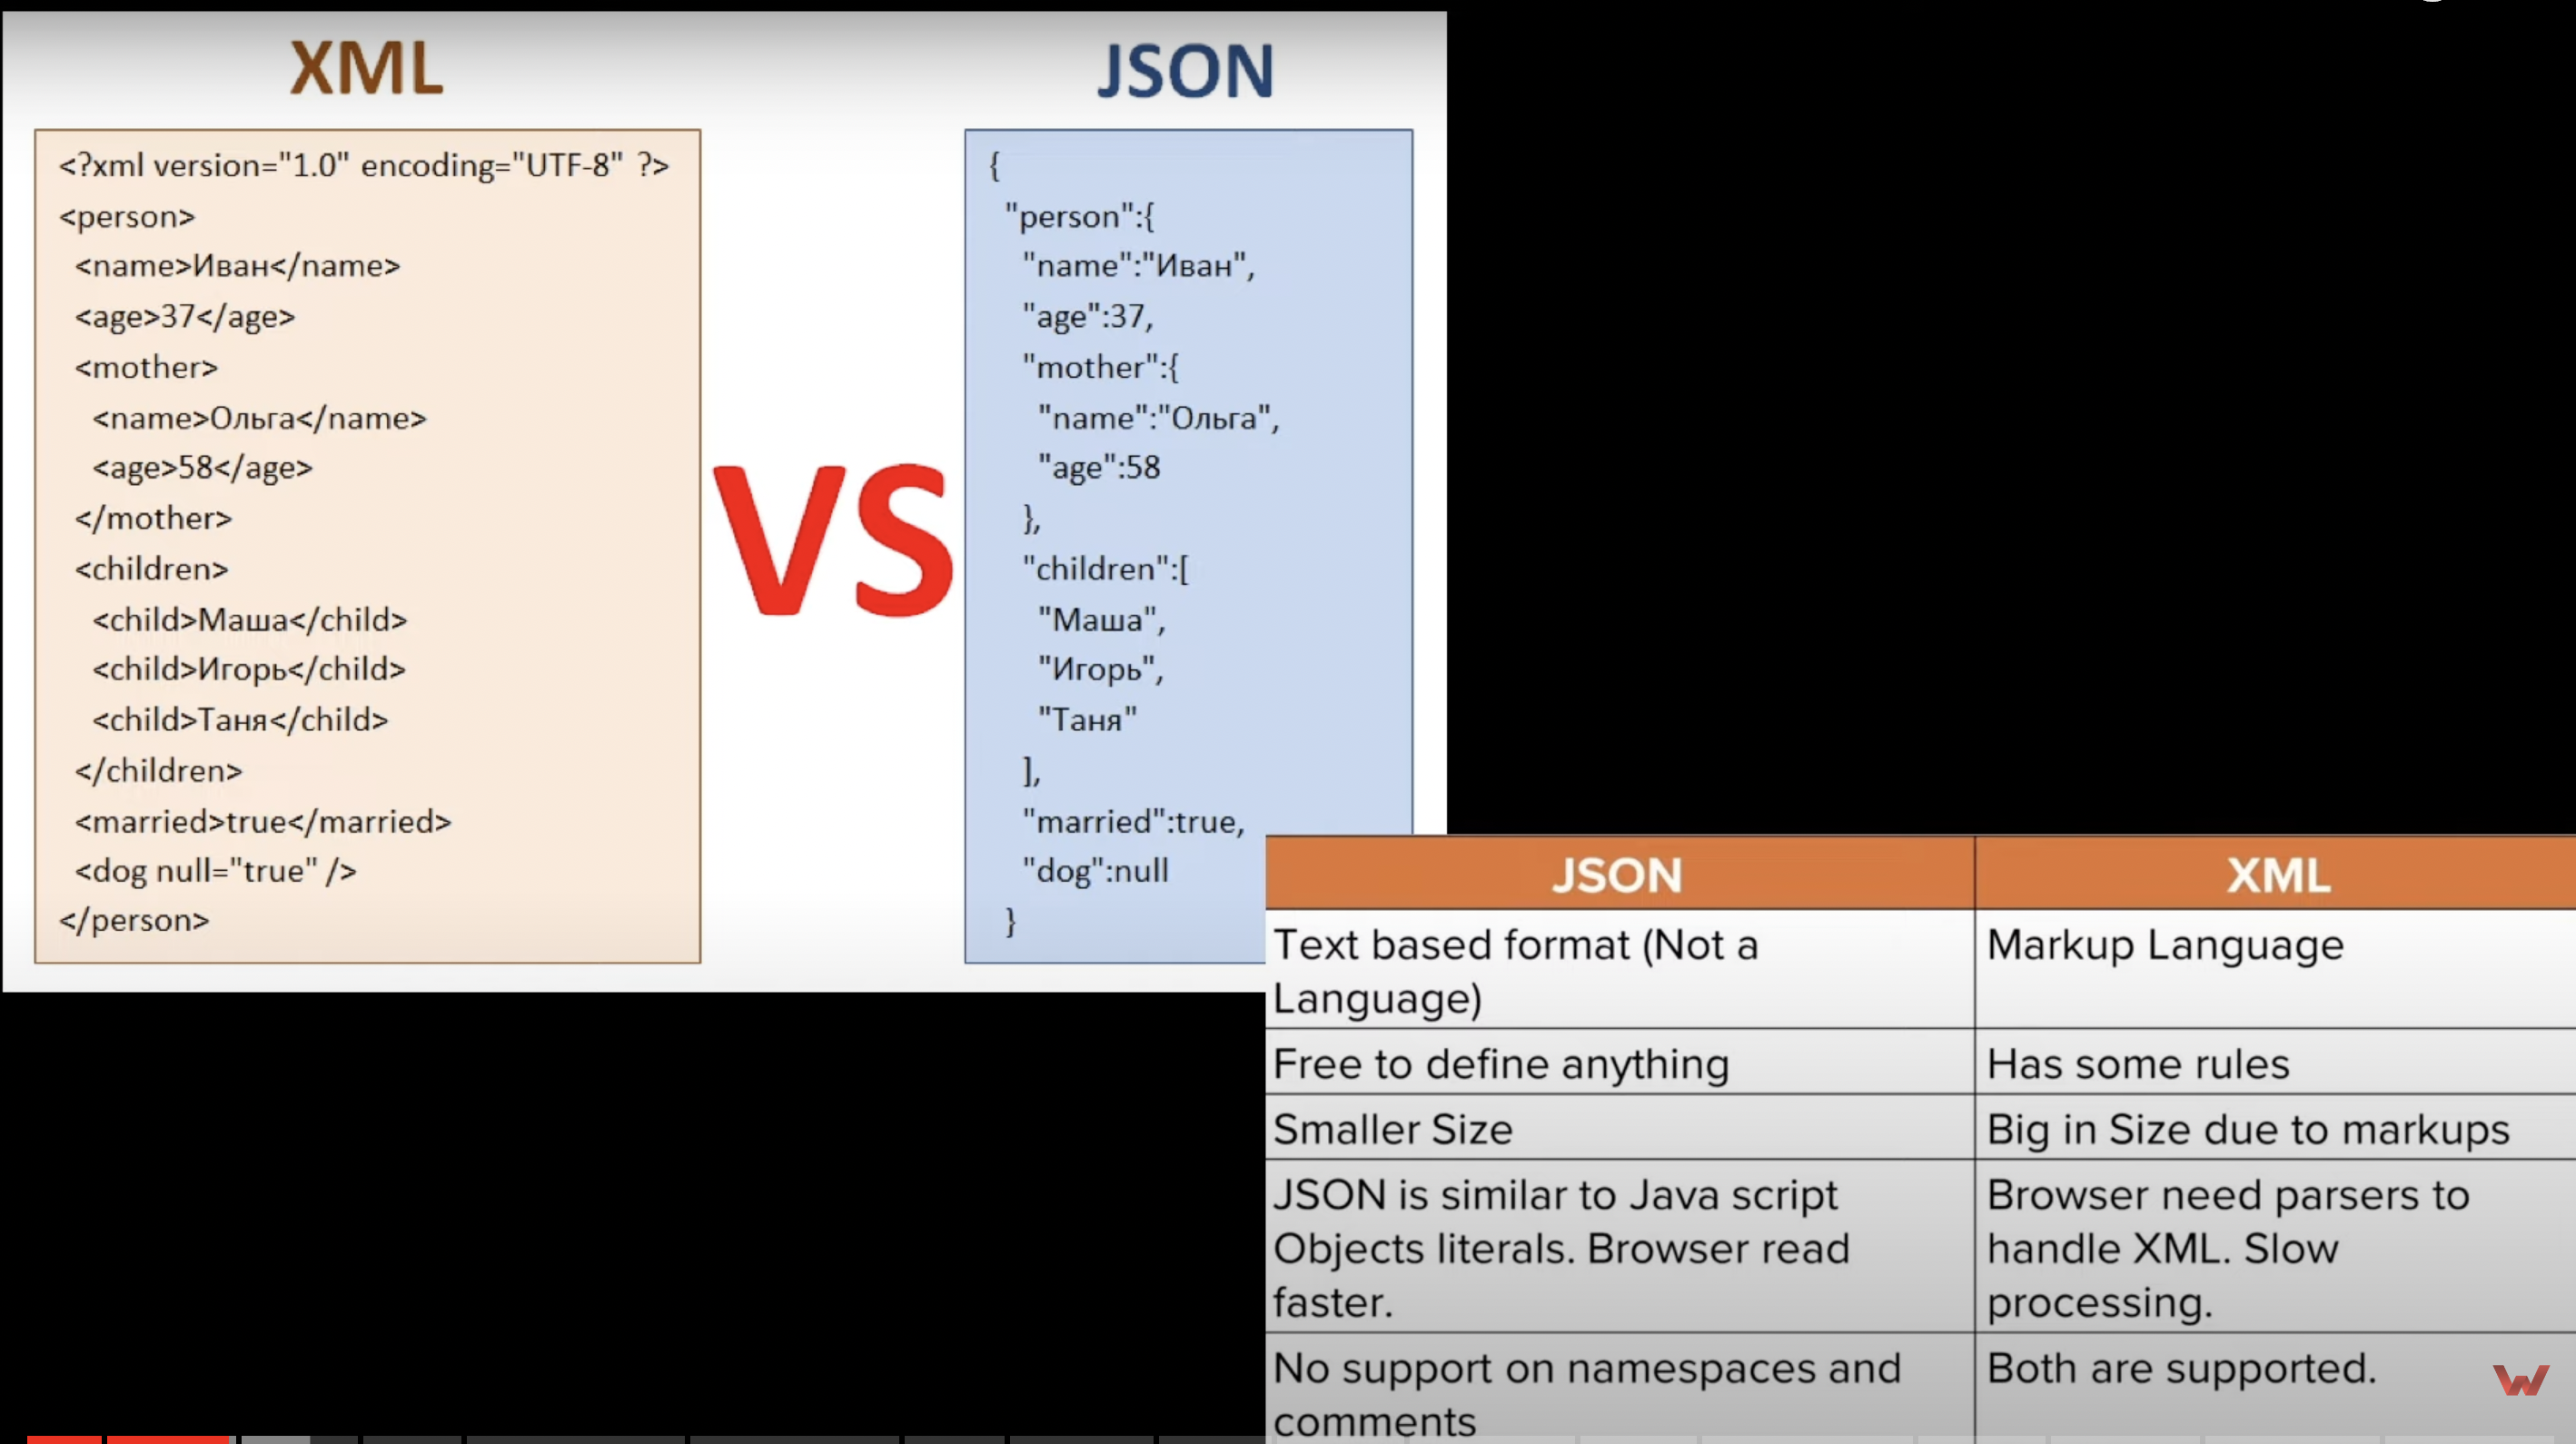 XML
<?xml version="1.0" encoding="UTF-8" ?>
<person>
<name>Иван</name>
<age>37</age>
<mother>
<name>Ольга</name>
<age>58</age>
</mother>
<children>
<child>Маша</child>
<child>Игорь</child>
<child>Таня</child>
</children>
<married>true</married>
<dog null="true" />
</person>
VS
JSON
{
"person":{
"name":"Иван",
"age":37,
"mother":{
"name":"Ольга",
"age":58
},
"children":[
"Маша",
"Игорь",
"Таня"
],
"married":true,
"dog":null
}
JSON
XML
Text based format (Not a
Language)
Markup Language
Free to define anything
Has some rules
Smaller Size
Big in Size due to markups
JSON is similar to Java script
Objects literals. Browser read
faster.
Browser need parsers to
handle XML. Slow
processing.
No support on namespaces and
comments
Both are supported.